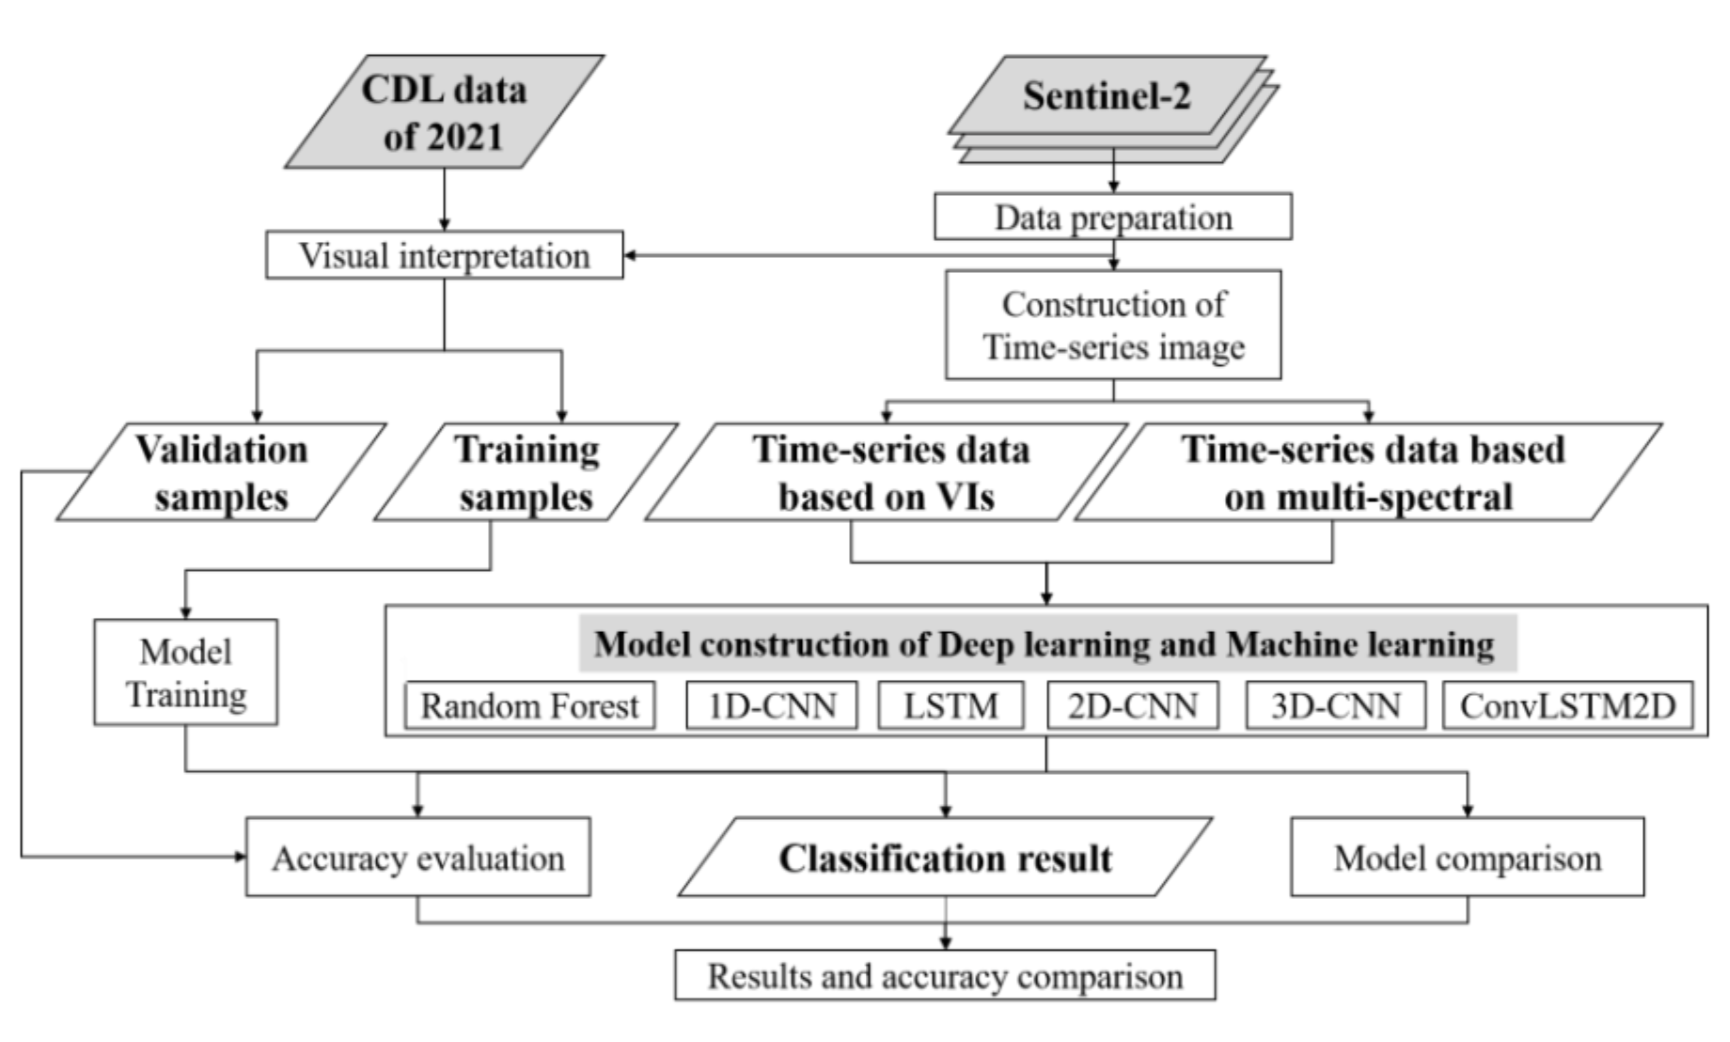 CDL data
of 2021
Sentinel-2
Data preparation
Visual interpretation
Construction of
Time-series image
Validation
samples
Training
samples
Time-series data
based on VIs
Time-series data based
on multi-spectral
Model
Training
Model construction of Deep learning and Machine learning
Random Forest
1D-CNN
LSTM
2D-CNN
3D-CNN
ConvLSTM2D
Accuracy evaluation
Classification result
Model comparison
Results and accuracy comparison